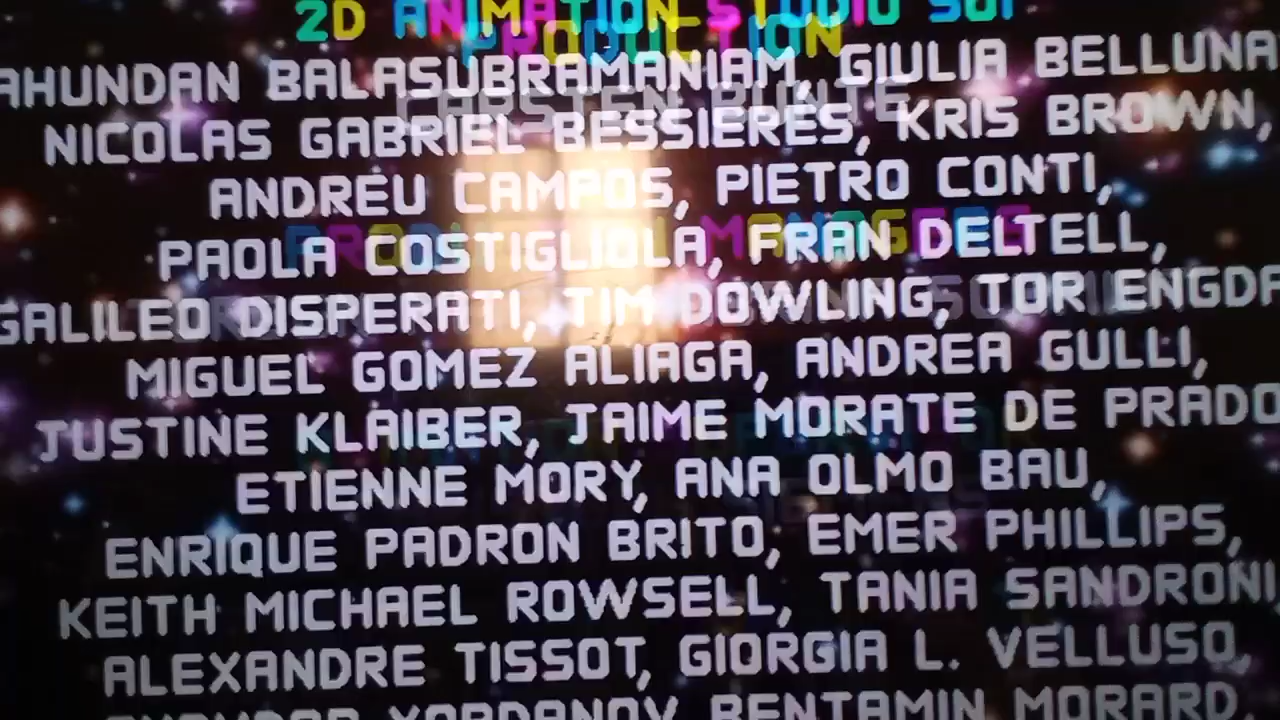 2D ANIMATION STUDIO SUI
PRODUCTION
AHUNDAN BALASUBRAMANIAM, GIULIA BELLUNA
CARSTEN BUNTE
NICOLAS GABRIEL BESSIERES, KRIS BROWN,
ANDREU CAMPOS, PIETRO CONTI,
PAOLA COSTIGLIOLA, FRAN DELTELL,
GALILEO DISPERATI, TIM DOWLING, TOR ENGDA
MIGUEL GOMEZ ALIAGA, ANDREA GULLI,
JUSTINE KLAIBER, JAIME MORATE DE PRADO
ETIENNE MORY, ANA OLMO BAU,
ENRIQUE PADRON BRITO, EMER PHILLIPS,
KEITH MICHAEL ROWSELL, TANIA SANDRONI
ALEXANDRE TISSOT, GIORGIA L. VELLUSO,
YORDANOV, BENJAMIN MORARD,